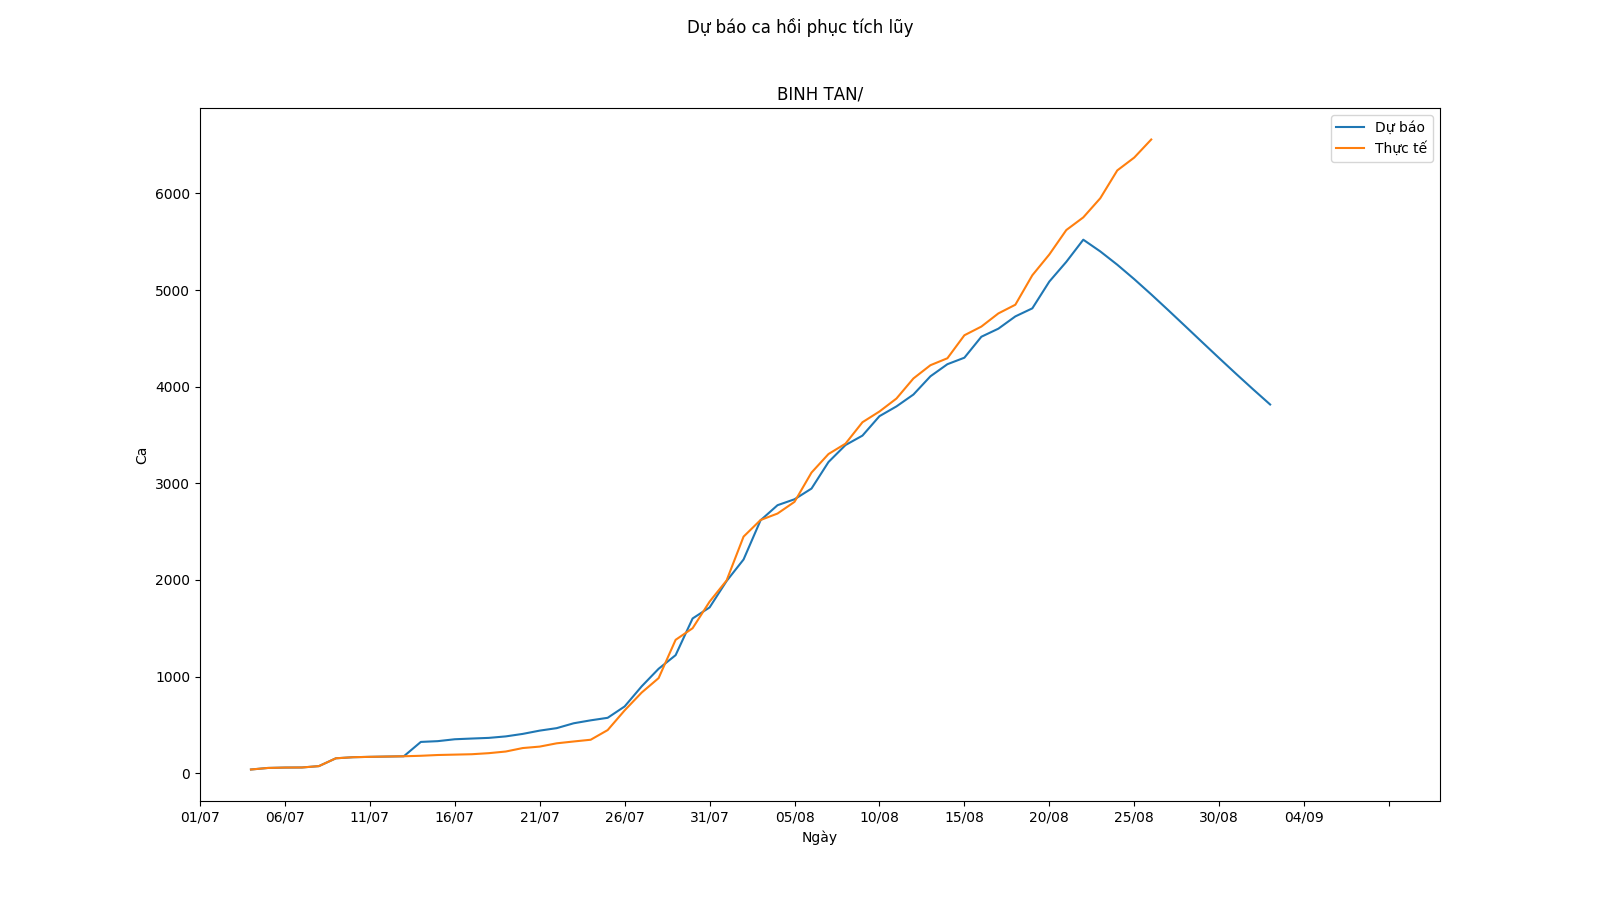 Dự báo ca hồi phục tích lũy
BINH TAN/
Dự báo
Thực tế
6000
5000
4000
3000
2000
1000
0
Ca
01/07 06/07 11/07 16/07 21/07 26/07 31/07 05/08 10/08 15/08 20/08 25/08 30/08 04/09
Ngày